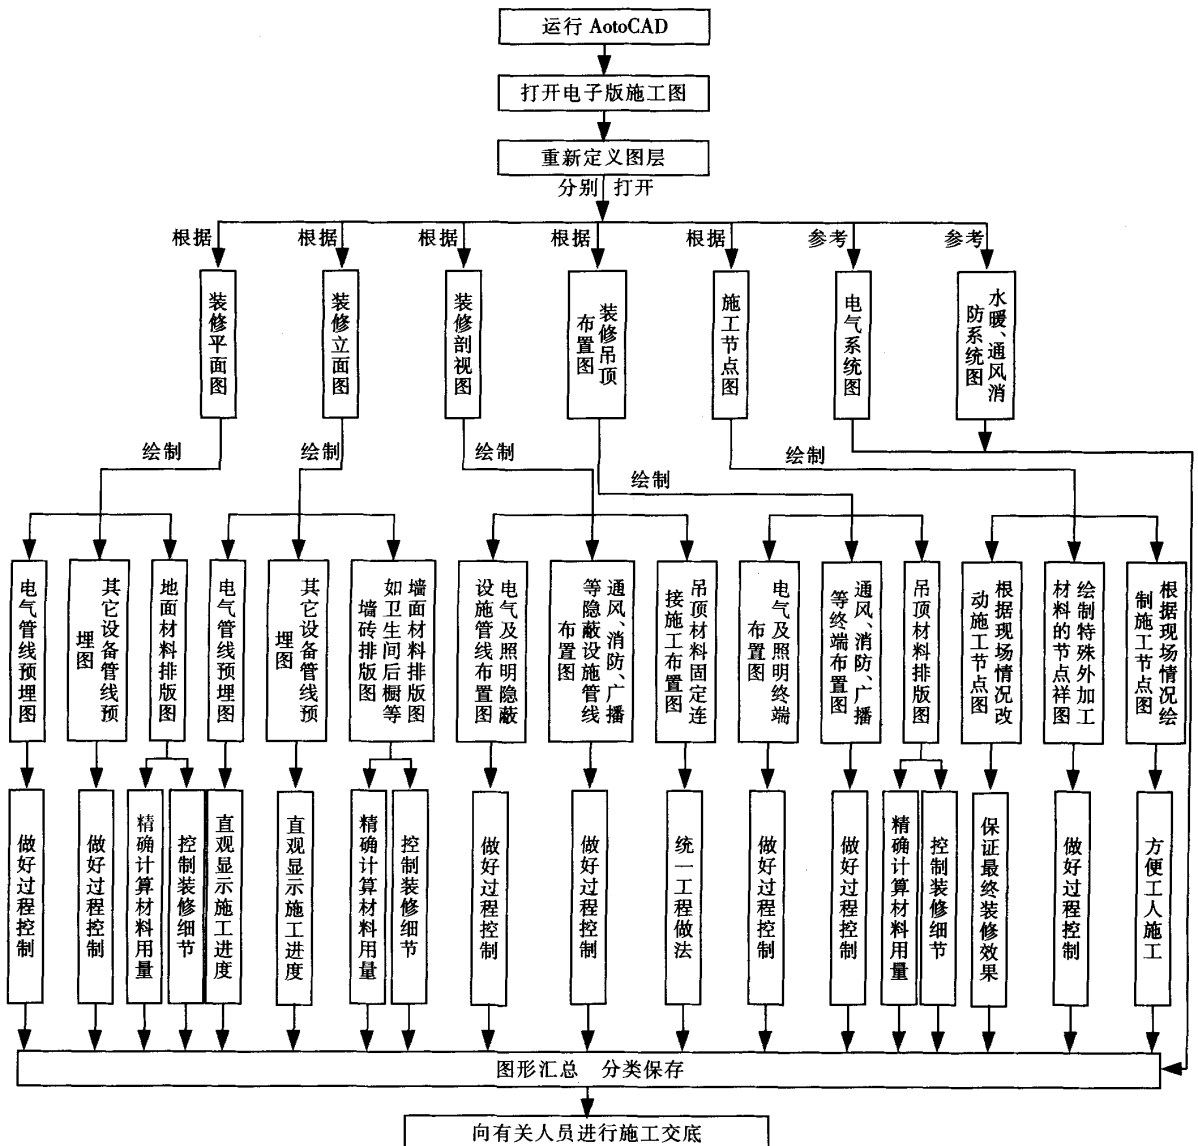 运行 AotoCAD
打开电子版施工图
重新定义图层
分别 打开
根据
根据
根据
根据
根据
参考
参考
装修平面图
装修立面图
装修剖视图
装修吊顶
布置图
施工节点图
电气系统图
水暖、通风消
防系统图
绘制
绘制
绘制
绘制
绘制
电气管线预埋图
其它设备管线预
埋图
地面材料排版图
电气管线预埋图
其它设备管线预
埋图
墙面材料排版图
如卫生间后橱等
墙砖排版图
电气及照明隐蔽
设施管线布置图
通风、消防、广播
等隐蔽设施管线
布置图
吊顶材料固定连
接施工布置图
电气及照明终端
布置图
通风、消防、广播
等终端布置图
吊顶材料排版图
根据现场情况改
动施工节点图
绘制特殊外加工
材料的节点祥图
根据现场情况绘
制施工节点图
做好过程控制
做好过程控制
精确计算材料用量
控制装修细节
直观显示施工进度
直观显示施工进度
精确计算材料用量
控制装修细节
做好过程控制
做好过程控制
统一工程做法
做好过程控制
做好过程控制
精确计算材料用量
控制装修细节
保证最终装修效果
做好过程控制
方便工人施工
图形汇总 分类保存
向有关人员进行施工交底